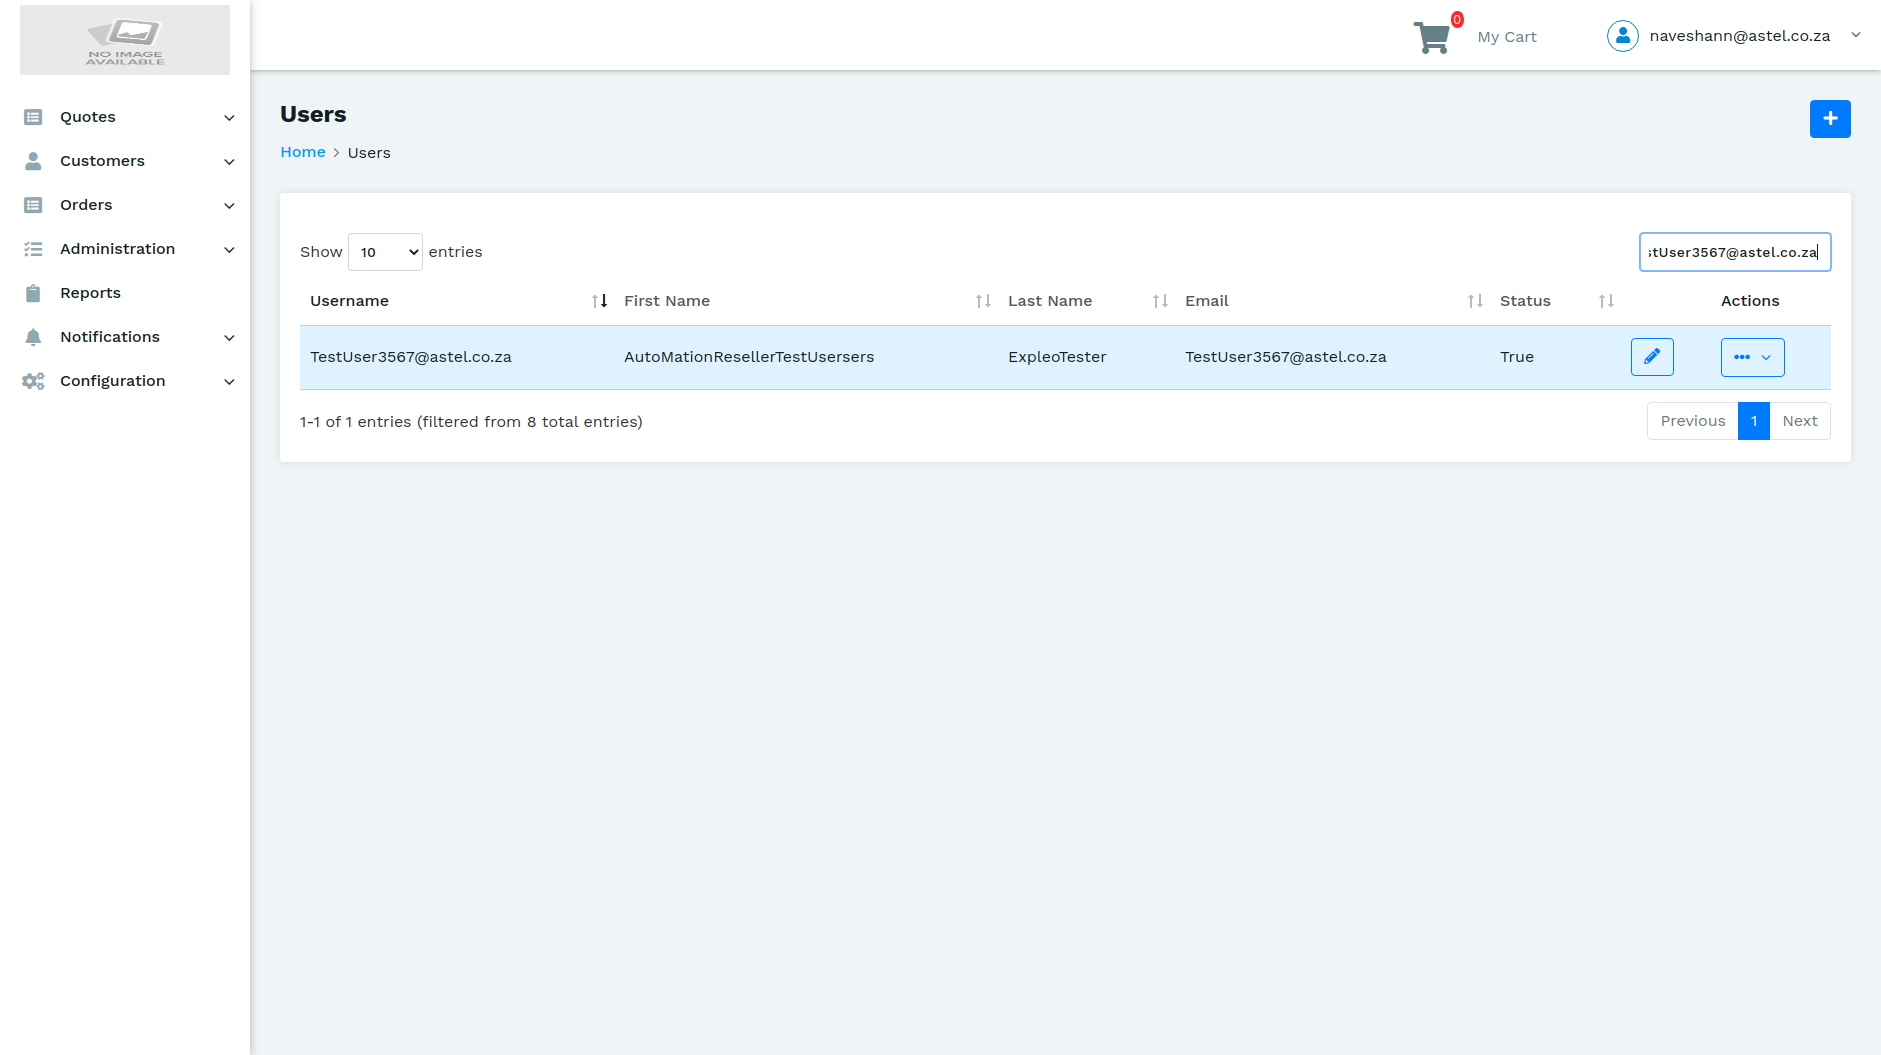 NO IMAGE
AVAILABLE
0
My Cart
naveshann@astel.co.za
Quotes
Customers
Orders
Administration
Reports
Notifications
Configuration
Users
Home > Users
Show 10 entries
stUser3567@astel.co.za
Username First Name Last Name Email Status Actions
TestUser3567@astel.co.za AutoMationResellerTestUsersers ExpleoTester TestUser3567@astel.co.za True
1-1 of 1 entries (filtered from 8 total entries)
Previous 1 Next